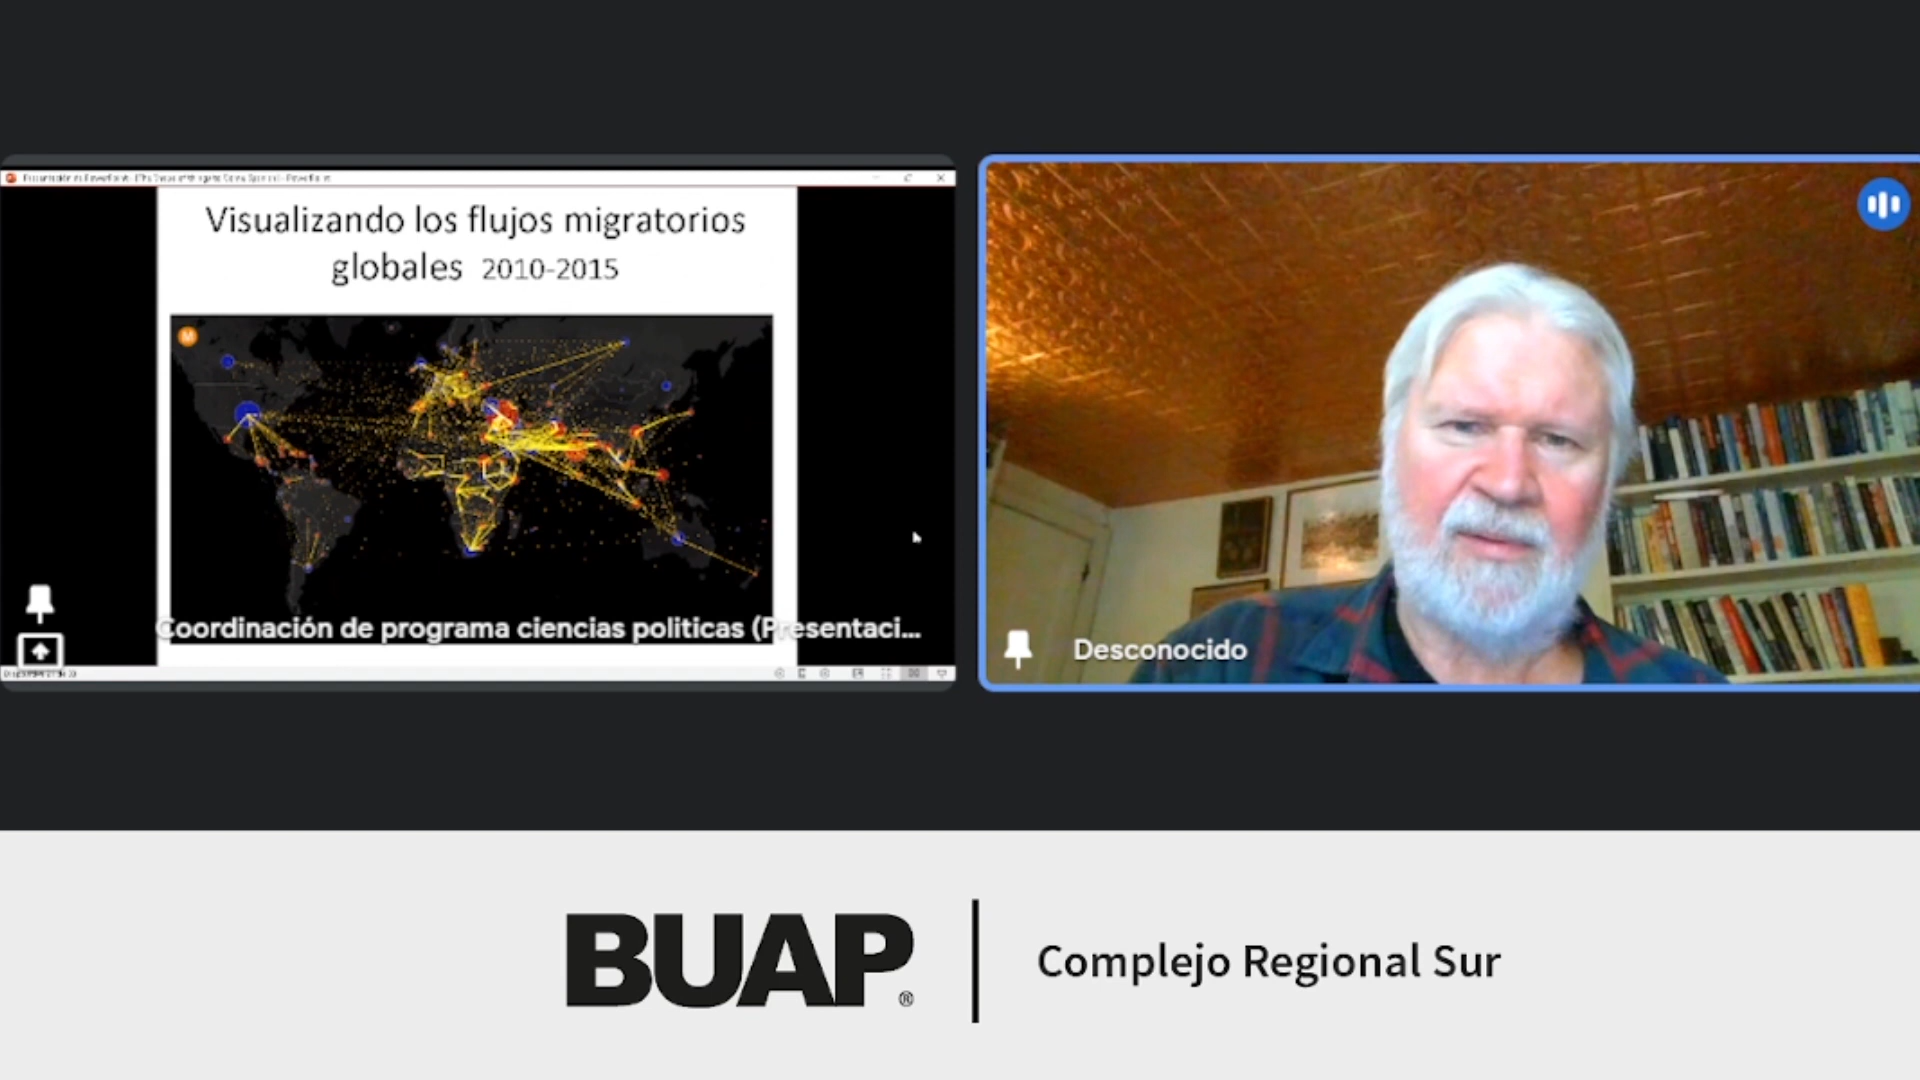 Visualizando los flujos migratorios
globales 2010-2015
M
Coordinación de programa ciencias politicas (Presentaci...
Desconocido
BUAP®
Complejo Regional Sur